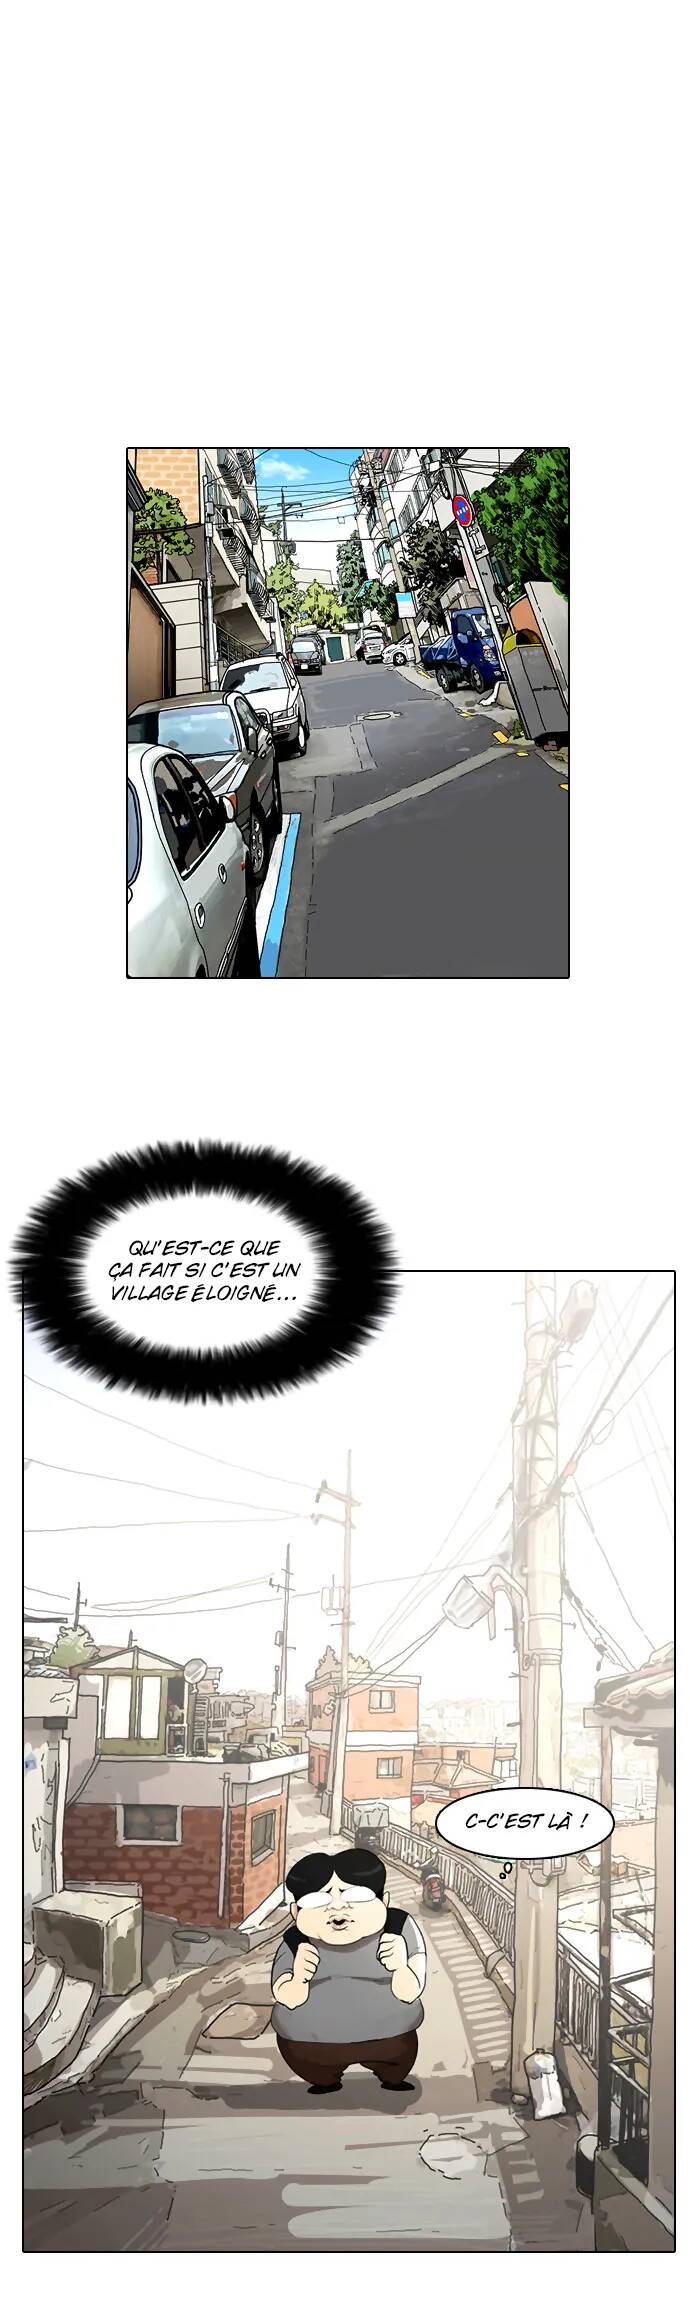 QU'EST-CE QUE
ÇA FAIT SI C'EST UN
VILLAGE ÉLOIGNÉ...
C-C'EST LÀ !